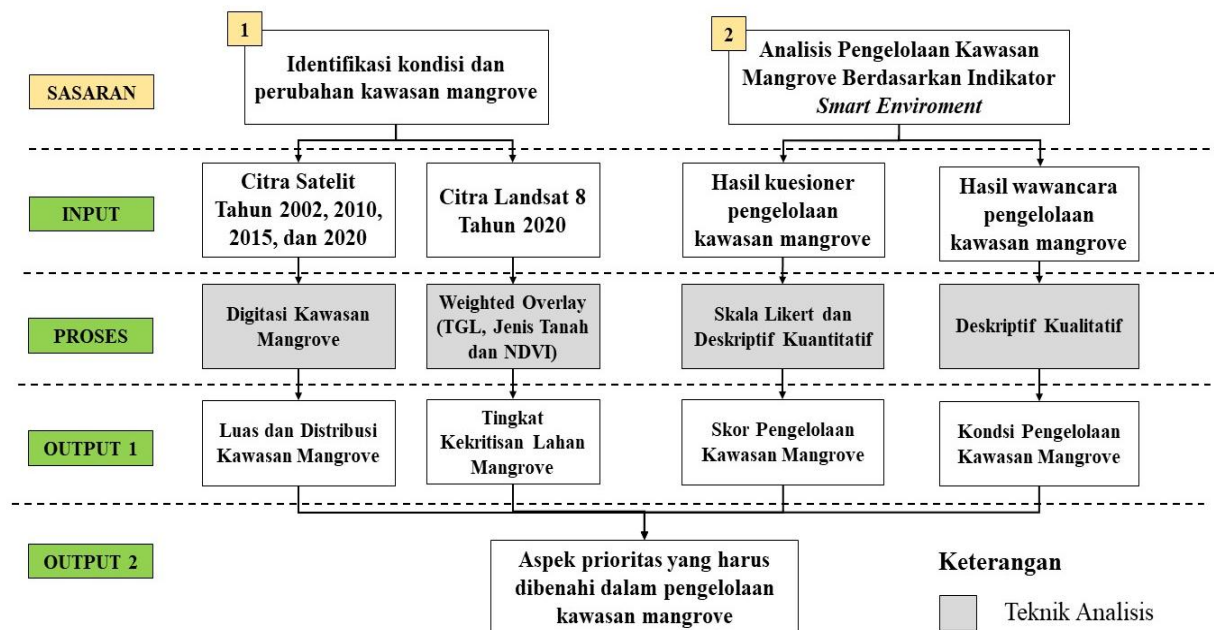 1
2
Identifikasi kondisi dan
perubahan kawasan mangrove
Analisis Pengelolaan Kawasan
Mangrove Berdasarkan Indikator
Smart Enviroment
SASARAN
INPUT
Citra Satelit
Tahun 2002, 2010,
2015, dan 2020
Citra Landsat 8
Tahun 2020
Hasil kuesioner
pengelolaan
kawasan mangrove
Hasil wawancara
pengelolaan
kawasan mangrove
PROSES
Digitasi Kawasan
Mangrove
Weighted Overlay
(TGL, Jenis Tanah
dan NDVI)
Skala Likert dan
Deskriptif Kuantitatif
Deskriptif Kualitatif
OUTPUT 1
Luas dan Distribusi
Kawasan Mangrove
Tingkat
Kekritisan Lahan
Mangrove
Skor Pengelolaan
Kawasan Mangrove
Kondsi Pengelolaan
Kawasan Mangrove
OUTPUT 2
Aspek prioritas yang harus
dibenahi dalam pengelolaan
kawasan mangrove
Keterangan
Teknik Analisis